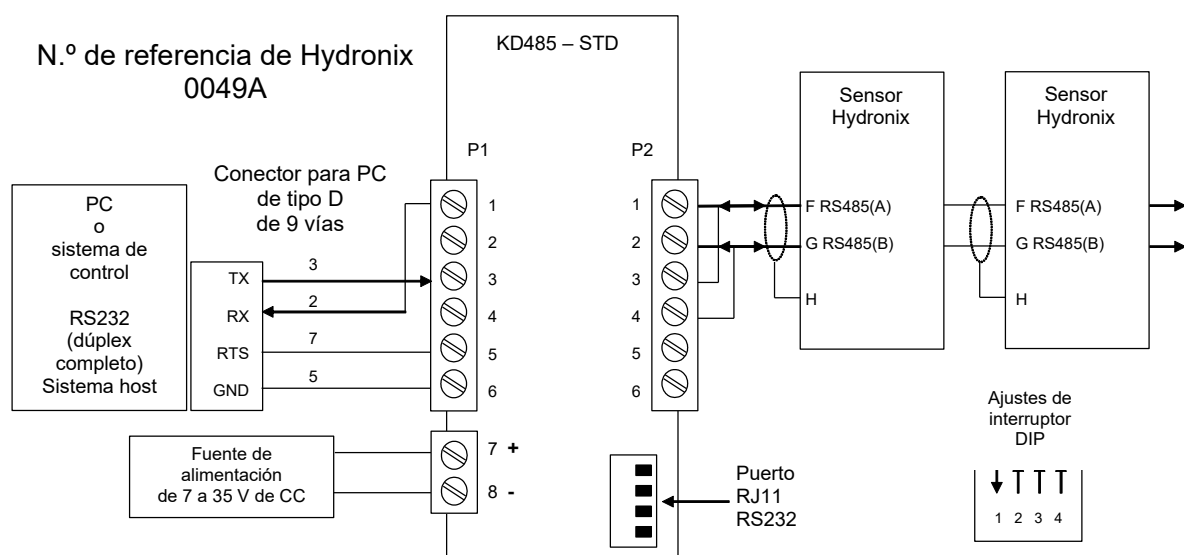 N.º de referencia de Hydronix
0049A
KD485 – STD
P1
P2
Conector para PC
de tipo D
de 9 vías
PC
o
sistema de
control
RS232
(dúplex
completo)
Sistema host
TX
RX
RTS
GND
3
2
7
5
1
2
3
4
5
6
7 +
8 -
Fuente de
alimentación
de 7 a 35 V de CC
1
2
3
4
5
6
Puerto
RJ11
RS232
Sensor
Hydronix
F RS485(A)
G RS485(B)
H
Sensor
Hydronix
F RS485(A)
G RS485(B)
H
Ajustes de
interruptor
DIP
1 2 3 4